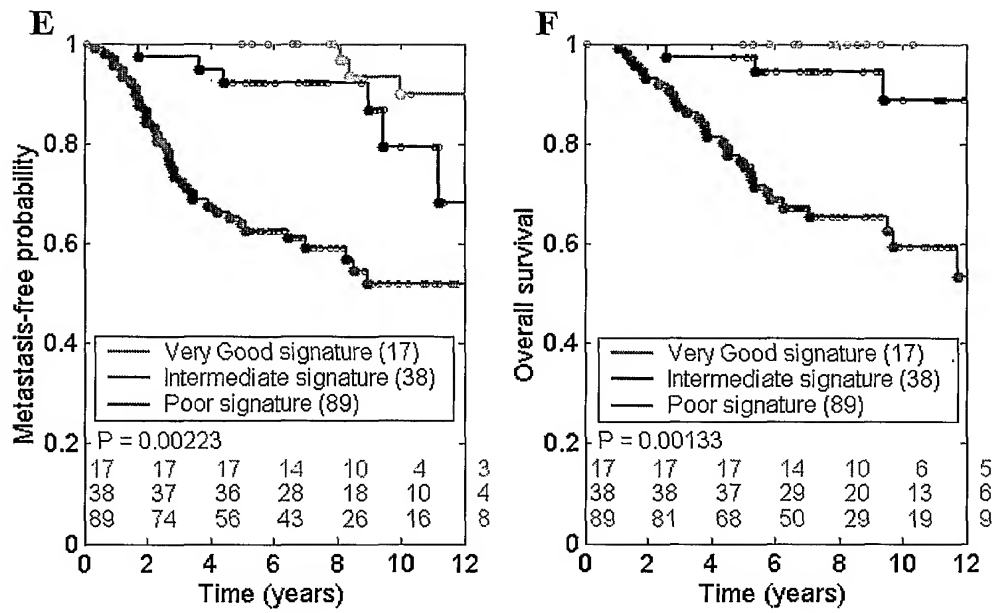 E
Metastasis-free probability
1
0.8
0.6
0.4
0.2
0
Very Good signature (17)
Intermediate signature (38)
Poor signature (89)
P = 0.00223
17 17 17 14 10 4 3
38 37 36 28 18 10 4
89 74 56 43 26 16 8
0 2 4 6 8 10 12
Time (years)
F
Overall survival
1
0.8
0.6
0.4
0.2
0
Very Good signature (17)
Intermediate signature (38)
Poor signature (89)
P = 0.00133
17 17 17 14 10 6 5
38 38 37 29 20 13 6
89 81 68 50 29 19 9
0 2 4 6 8 10 12
Time (years)